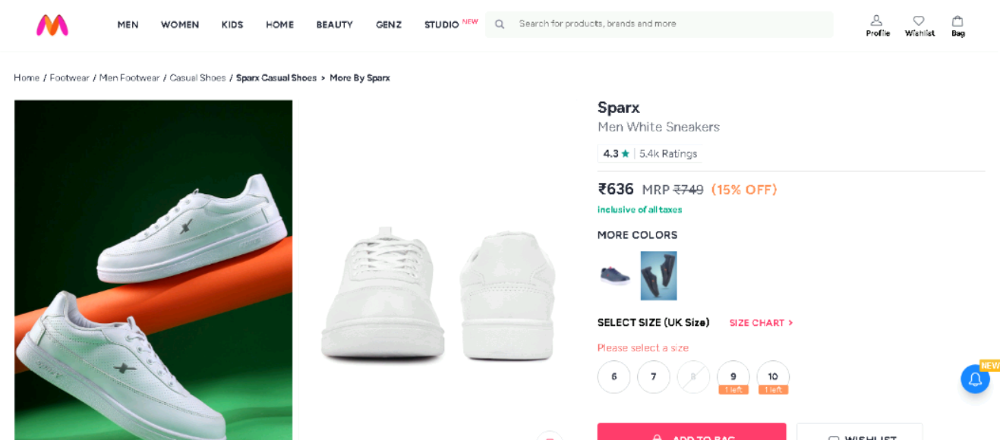 MEN WOMEN KIDS HOME BEAUTY GENZ STUDIO NEW Search for products, brands and more
Profile Wishlist Bag
Home / Footwear / Men Footwear / Casual Shoes / Sparx Casual Shoes > More By Sparx
Sparx
Men White Sneakers
4.3 ★ | 5.4k Ratings
₹636 MRP ₹749 (15% OFF)
inclusive of all taxes
MORE COLORS
SELECT SIZE (UK Size) SIZE CHART >
Please select a size
6 7 8 9 10
1 left 1 left
NEW
ADD TO BAG WISHLIST